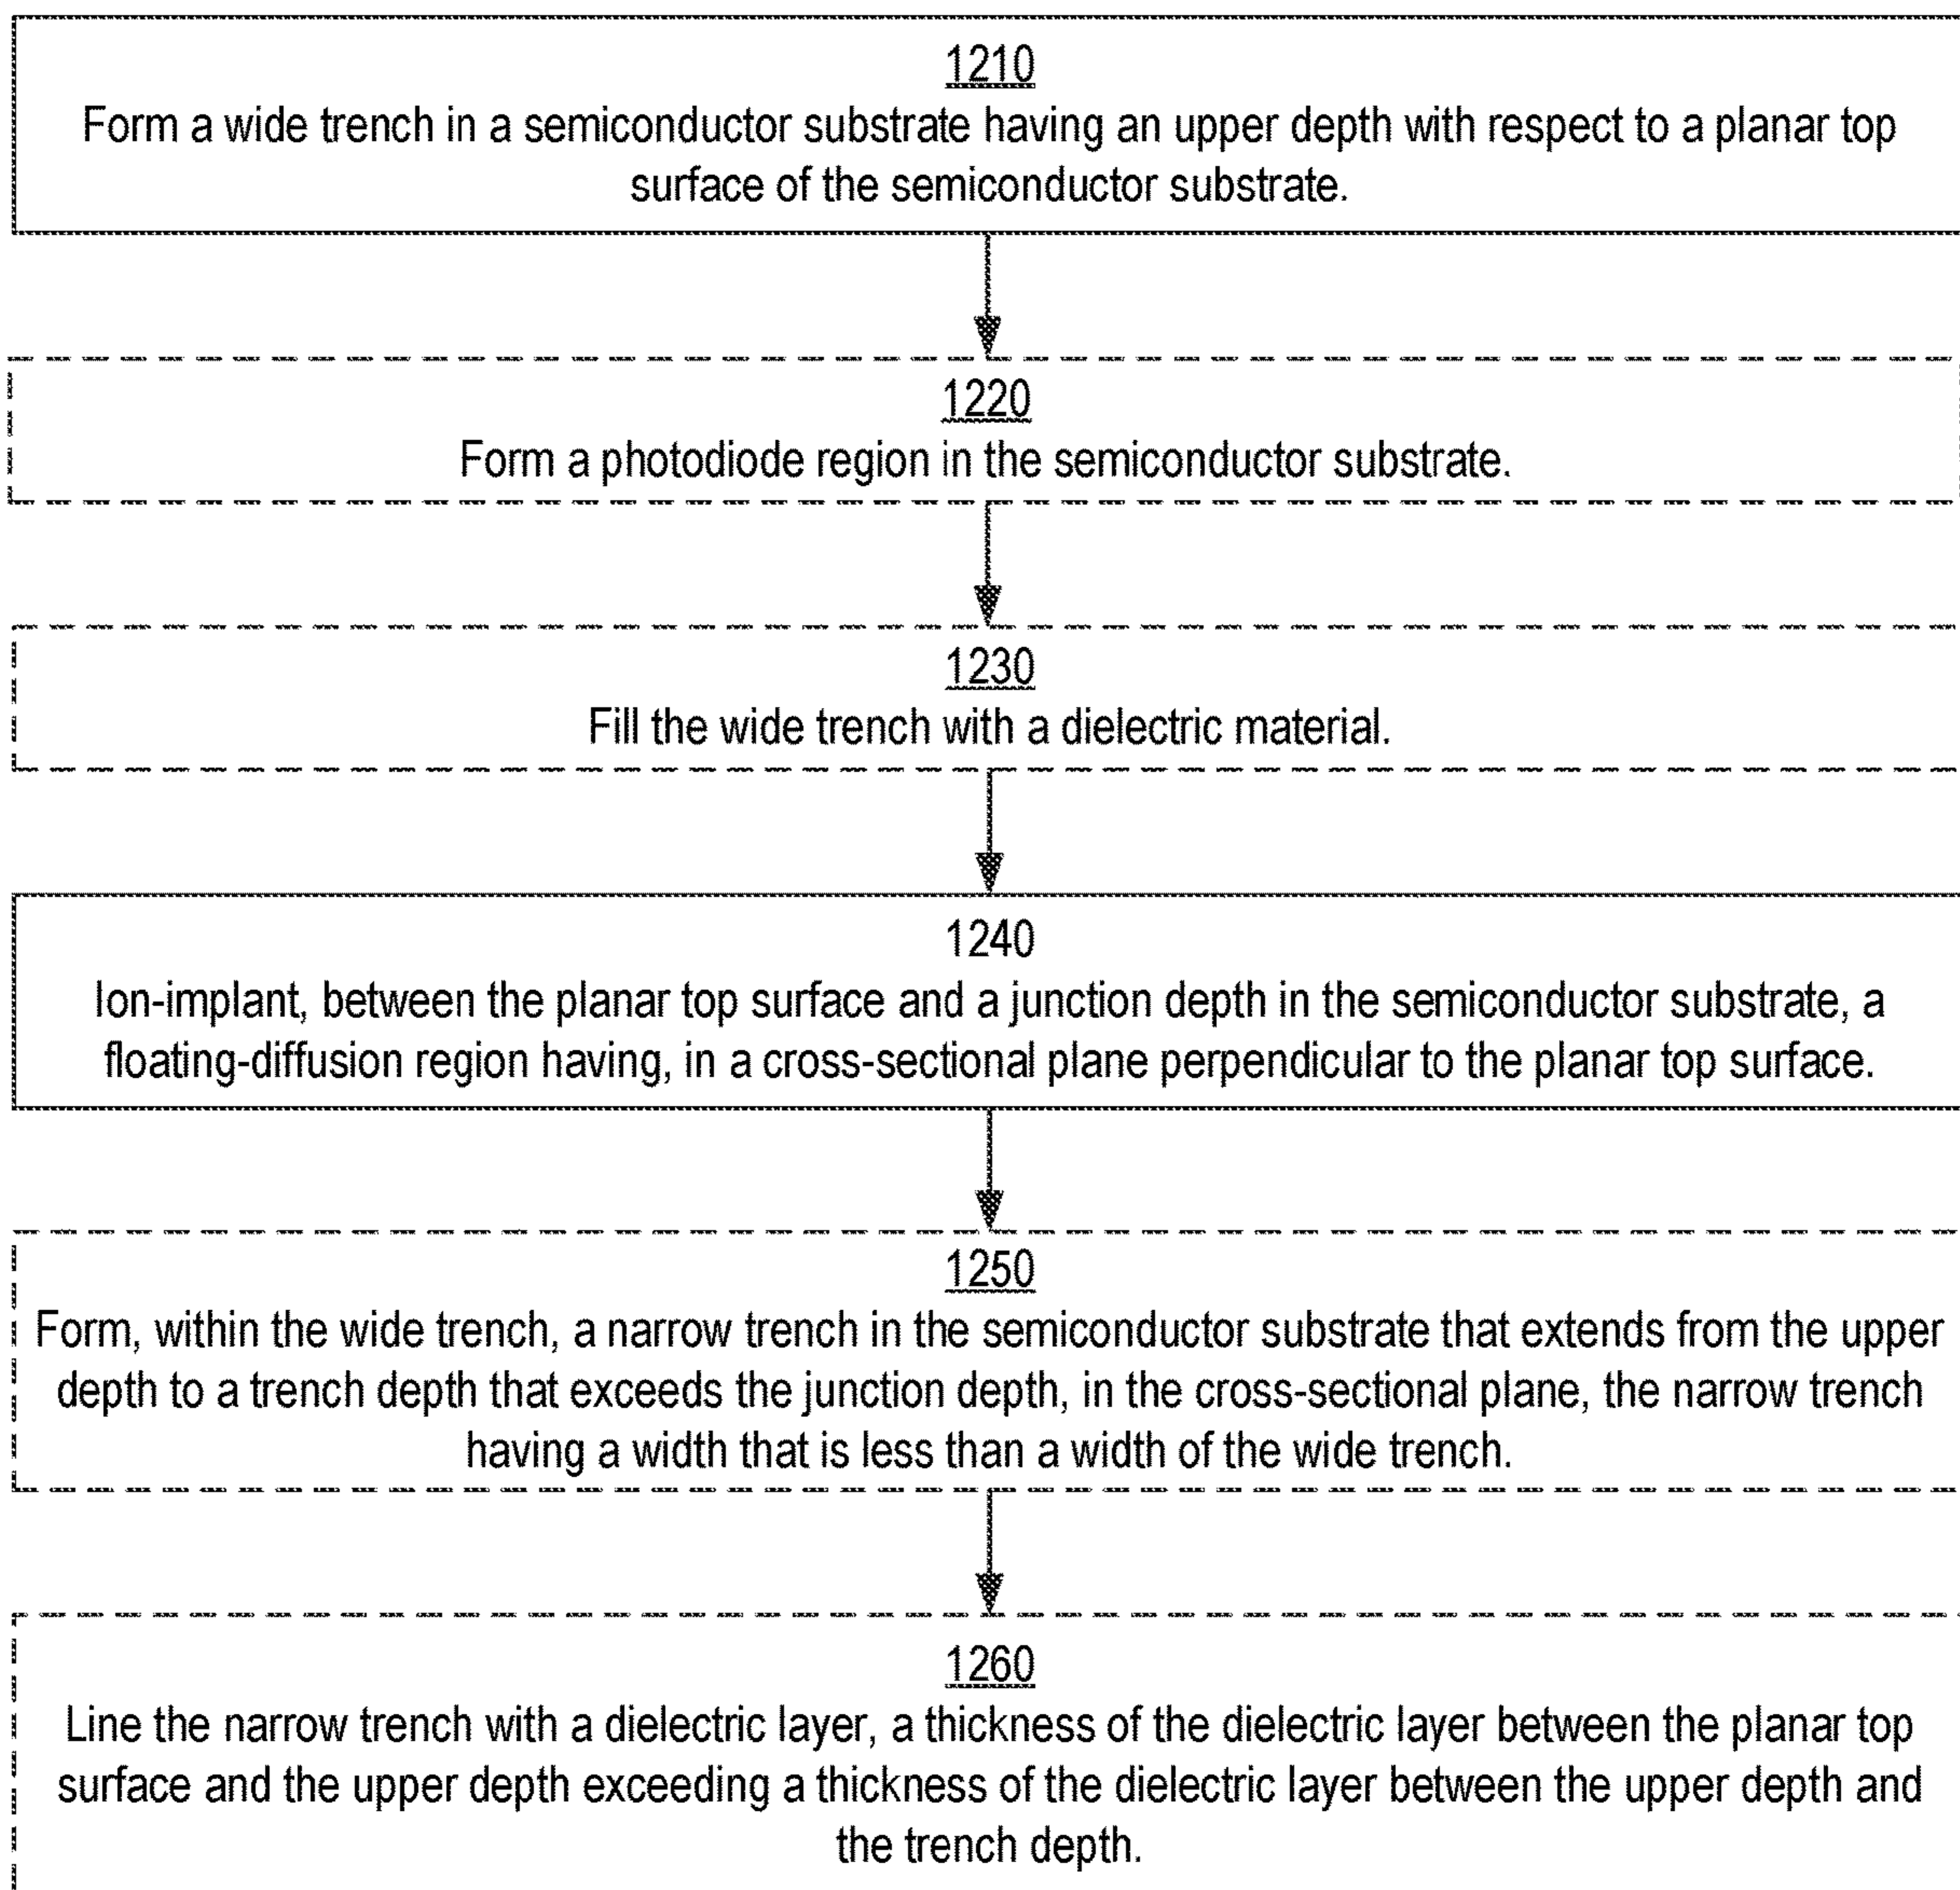 1210
Form a wide trench in a semiconductor substrate having an upper depth with respect to a planar top
surface of the semiconductor substrate.
1220
Form a photodiode region in the semiconductor substrate.
1230
Fill the wide trench with a dielectric material.
1240
Ion-implant, between the planar top surface and a junction depth in the semiconductor substrate, a
floating-diffusion region having, in a cross-sectional plane perpendicular to the planar top surface.
1250
Form, within the wide trench, a narrow trench in the semiconductor substrate that extends from the upper
depth to a trench depth that exceeds the junction depth, in the cross-sectional plane, the narrow trench
having a width that is less than a width of the wide trench.
1260
Line the narrow trench with a dielectric layer, a thickness of the dielectric layer between the planar top
surface and the upper depth exceeding a thickness of the dielectric layer between the upper depth and
the trench depth.